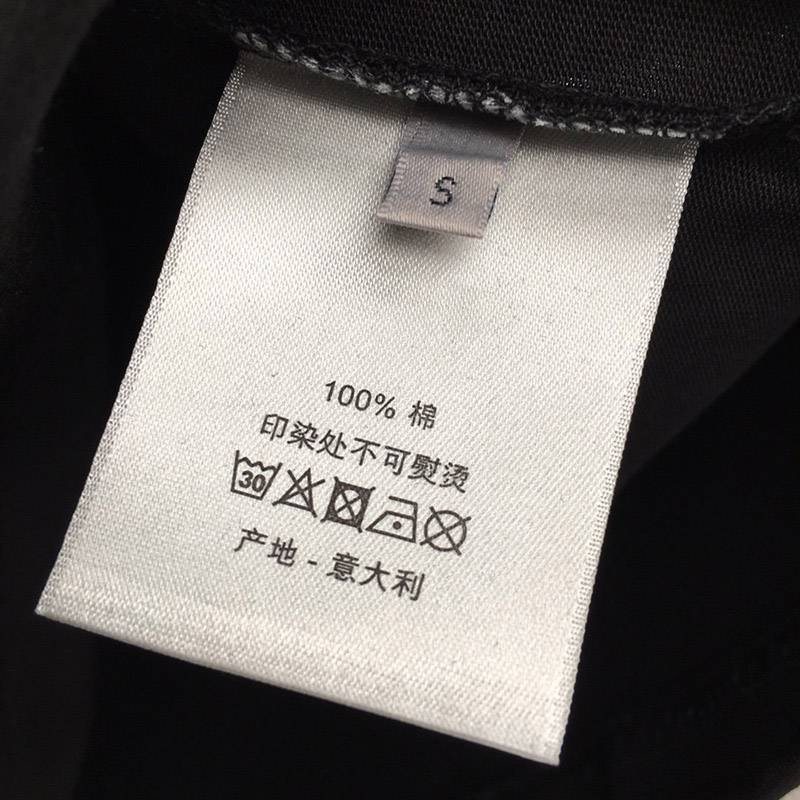 S
100% 棉
印染处不可熨烫
30
产地 - 意大利